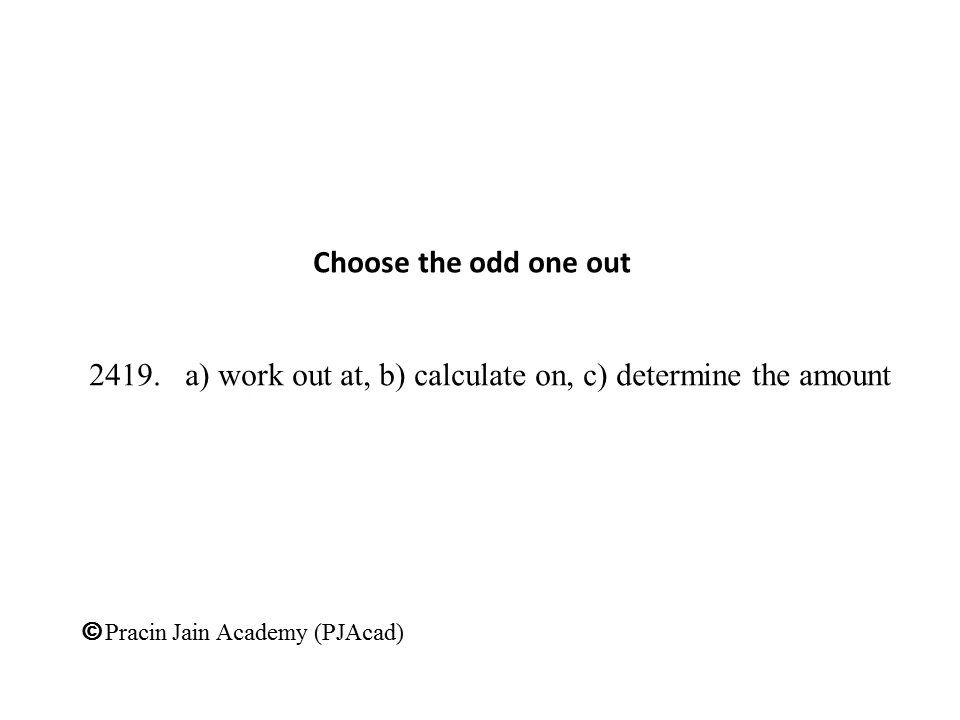 Choose the odd one out
2419. a) work out at, b) calculate on, c) determine the amount
©Pracin Jain Academy (PJAcad)